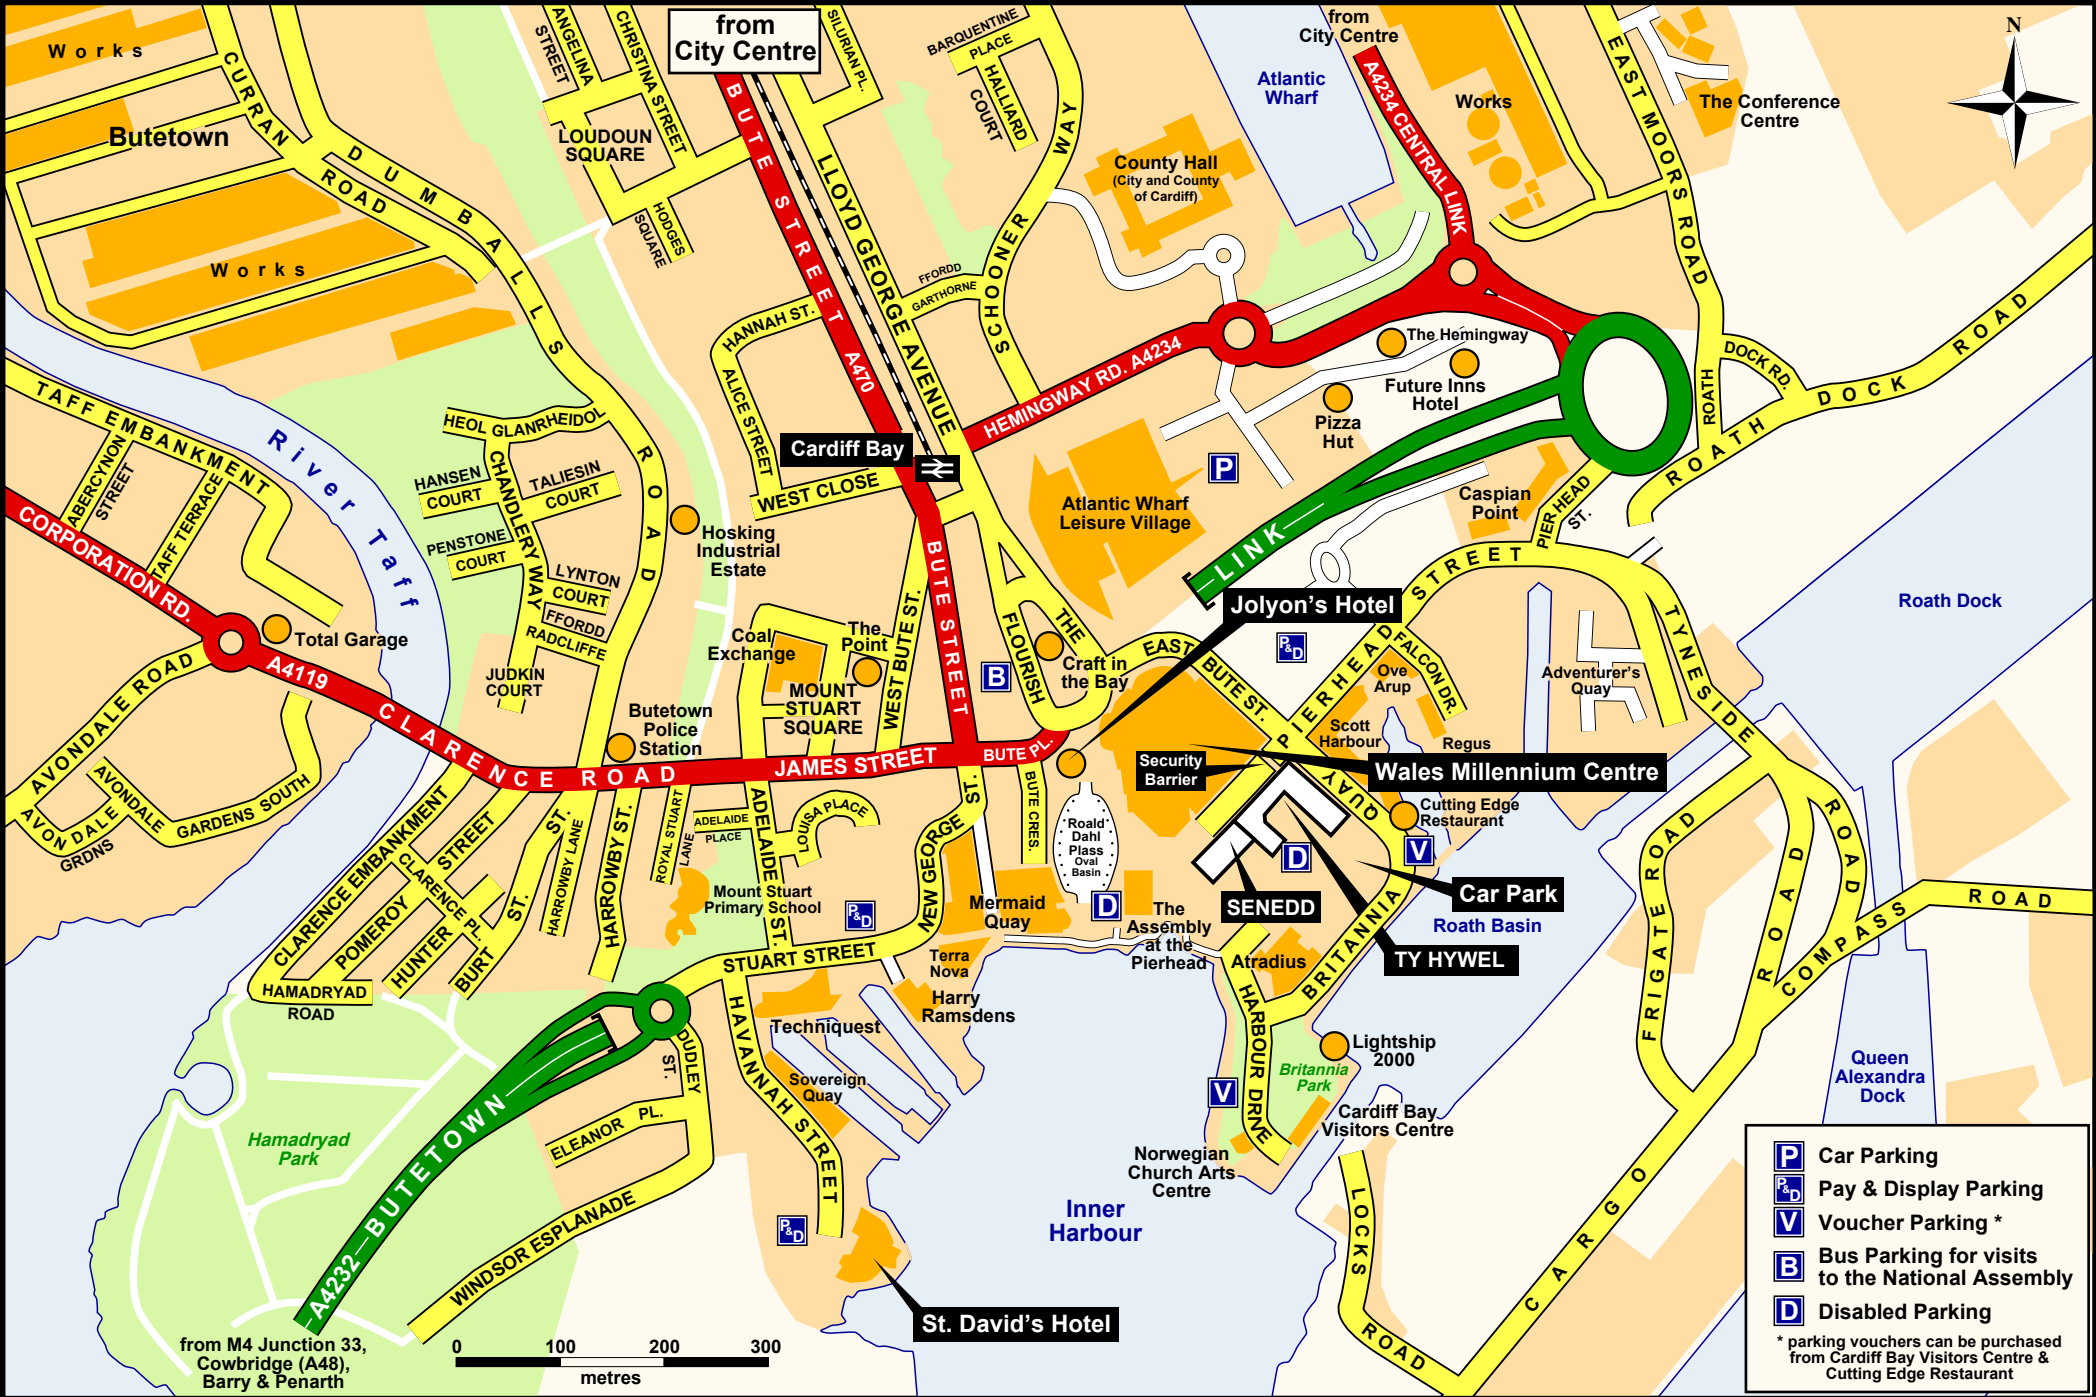 from
City Centre
from
City Centre
N
Works
CURRAN
ROAD
Butetown
DUMBALLS
ROAD
Works
ANGELINA
STREET
CHRISTINA STREET
LOUDOUN
SQUARE
HODGES
SQUARE
SILURIAN PL.
BARQUENTINE
PLACE
HALLIARD
COURT
SCHOONER WAY
BUTE STREET
A470
LLOYD GEORGE AVENUE
FFORDD
GARTHORNE
County Hall
(City and County
of Cardiff)
Atlantic
Wharf
A4234 CENTRAL LINK
Works
EAST MOORS ROAD
The Conference
Centre
HANNAH ST.
ALICE STREET
WEST CLOSE
Cardiff Bay
HEMINGWAY RD. A4234
The Hemingway
Future Inns
Hotel
Pizza
Hut
DOCK RD.
ROATH
ROATH DOCK ROAD
TAFF EMBANKMENT
ABERCYNON
STREET
TAFF TERRACE
River Taff
CORPORATION RD.
Total Garage
A4119
CLARENCE ROAD
AVONDALE ROAD
AVONDALE
GARDENS SOUTH
AVONDALE
GRDNS
HEOL GLANRHEIDOL
CHANDLERY WAY
HANSEN
COURT
TALIESIN
COURT
PENSTONE
COURT
LYNTON
COURT
FFORDD
RADCLIFFE
JUDKIN
COURT
Hosking
Industrial
Estate
Butetown
Police
Station
Coal
Exchange
The
Point
MOUNT
STUART
SQUARE
WEST BUTE ST.
BUTE STREET
B
THE
FLOURISH
Craft in
the Bay
Atlantic Wharf
Leisure Village
P
LINK
Caspian
Point
PIER HEAD
ST.
Jolyon's Hotel
P&D
EAST
BUTE ST.
PIERHEAD STREET
FALCON DR.
Ove
Arup
Scott
Harbour
Regus
Adventurer's
Quay
TYNESIDE
ROAD
Roath Dock
JAMES STREET
BUTE PL.
BUTE CRES.
Security
Barrier
Wales Millennium Centre
QUAY
Cutting Edge
Restaurant
V
D
Car Park
SENEDD
Roath Basin
TY HYWEL
BRITANNIA
CLARENCE EMBANKMENT
POMEROY
STREET
CLARENCE PL.
HUNTER
ST.
BURT
ST.
HARROWBY LANE
HARROWBY ST.
ROYAL STUART
LANE
ADELAIDE
PLACE
ADELAIDE
ST.
LOUISA PLACE
Mount Stuart
Primary School
P&D
NEW GEORGE
ST.
Roald
Dahl
Plass
Oval
Basin
Mermaid
Quay
D
The
Assembly
at the
Pierhead
Atradius
HAMADRYAD
ROAD
STUART STREET
Terra
Nova
Harry
Ramsdens
HAVANNAH STREET
Techniquest
Sovereign
Quay
DUDLEY
ST.
ELEANOR PL.
WINDSOR ESPLANADE
Hamadryad
Park
A4232
BUTETOWN
P&D
St. David's Hotel
Inner
Harbour
HARBOUR DRIVE
V
Britannia
Park
Lightship
2000
Cardiff Bay
Visitors Centre
Norwegian
Church Arts
Centre
LOCKS
ROAD
FRIGATE ROAD
ROAD
CARGO
COMPASS ROAD
Queen
Alexandra
Dock
from M4 Junction 33,
Cowbridge (A48),
Barry & Penarth
0 100 200 300
metres
P Car Parking
P&D Pay & Display Parking
V Voucher Parking *
B Bus Parking for visits
to the National Assembly
D Disabled Parking
* parking vouchers can be purchased
from Cardiff Bay Visitors Centre &
Cutting Edge Restaurant